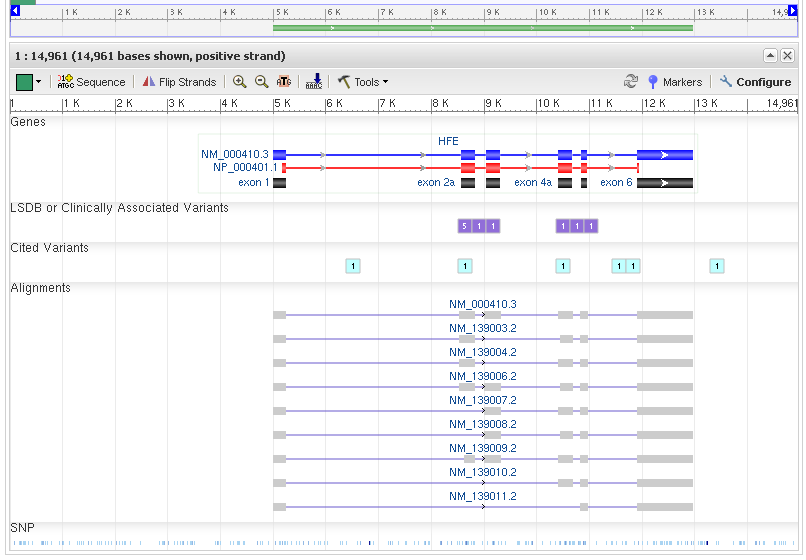 1 K 2 K 3 K 4 K 5 K 6 K 7 K 8 K 9 K 10 K 11 K 12 K 13 K 14,9
1 : 14,961 (14,961 bases shown, positive strand)
Sequence Flip Strands ATG Tools Markers Configure
1 1 K 2 K 3 K 4 K 5 K 6 K 7 K 8 K 9 K 10 K 11 K 12 K 13 K 14,961
Genes
HFE
NM_000410.3
NP_000401.1
exon 1 exon 2a exon 4a exon 6
LSDB or Clinically Associated Variants
5 1 1 1 1 1
Cited Variants
1 1 1 1 1 1
Alignments
NM_000410.3
NM_139003.2
NM_139004.2
NM_139006.2
NM_139007.2
NM_139008.2
NM_139009.2
NM_139010.2
NM_139011.2
SNP